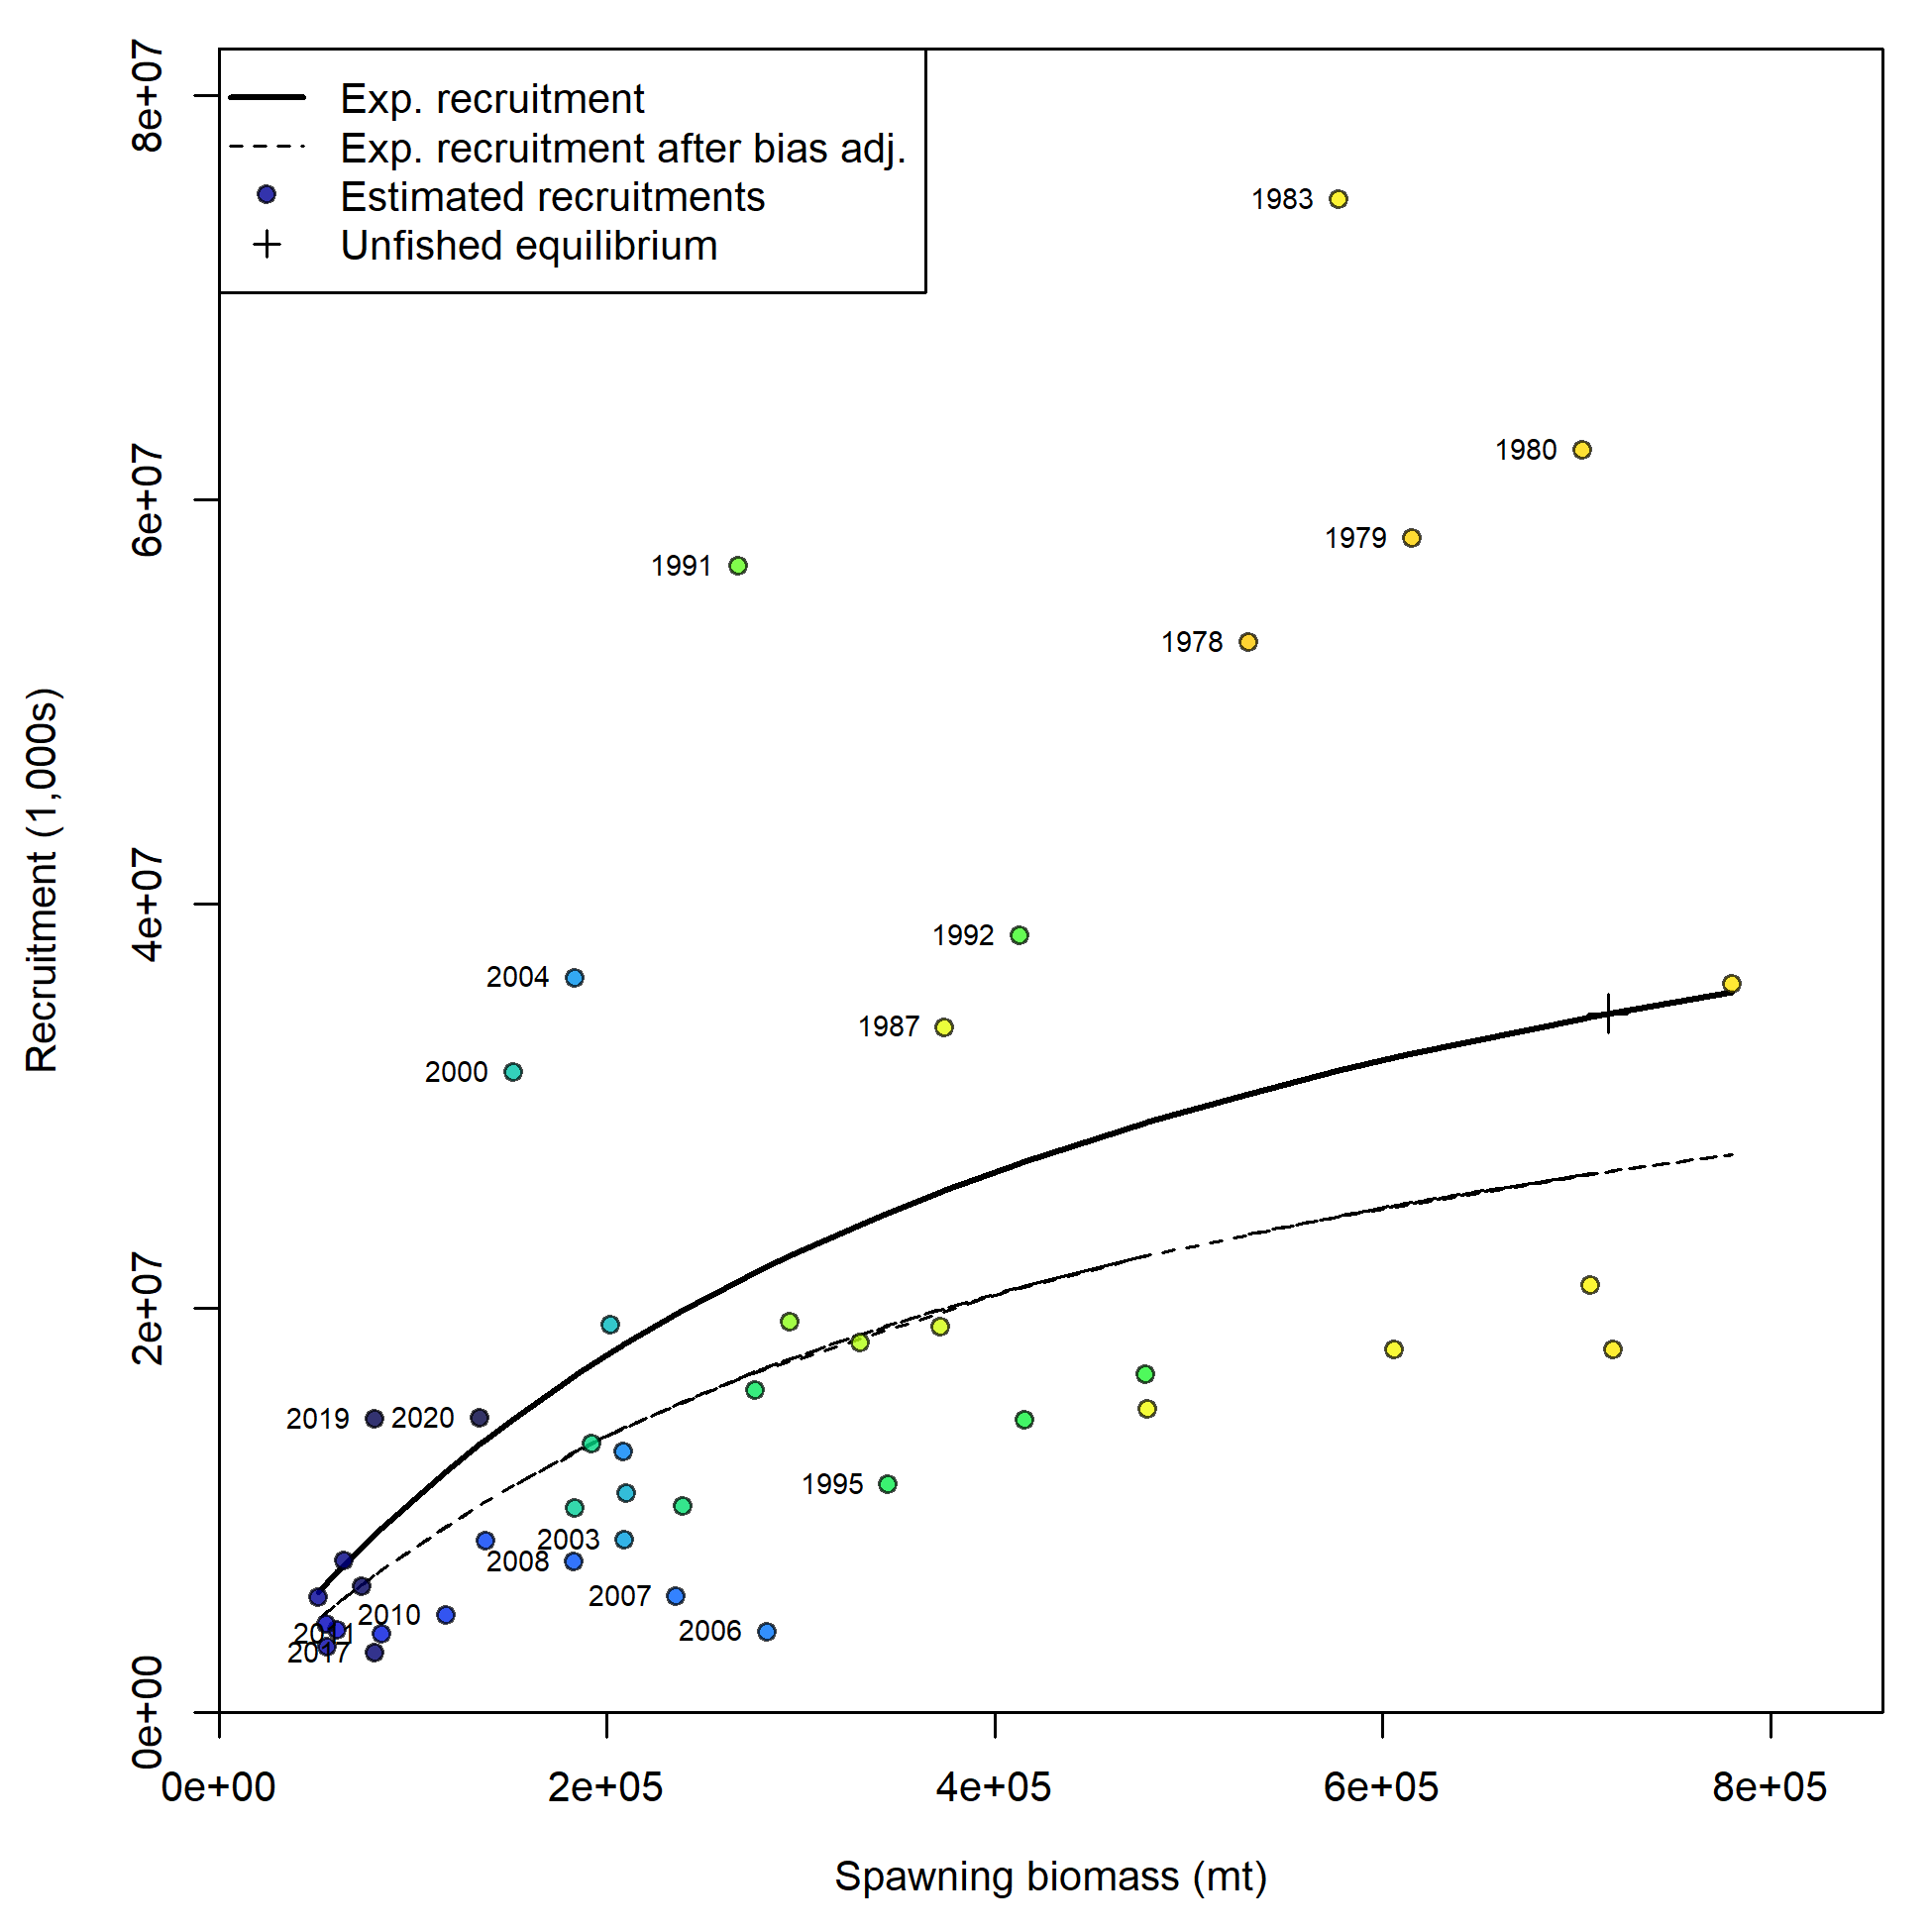 Exp. recruitment
Exp. recruitment after bias adj.
Estimated recruitments
Unfished equilibrium
8e+07
6e+07
4e+07
2e+07
0e+00
Recruitment (1,000s)
1983
1980
1979
1991
1978
1992
2004
1987
2000
2019
2020
1995
2003
2008
2007
2010
2006
2011
2017
0e+00
2e+05
4e+05
6e+05
8e+05
Spawning biomass (mt)